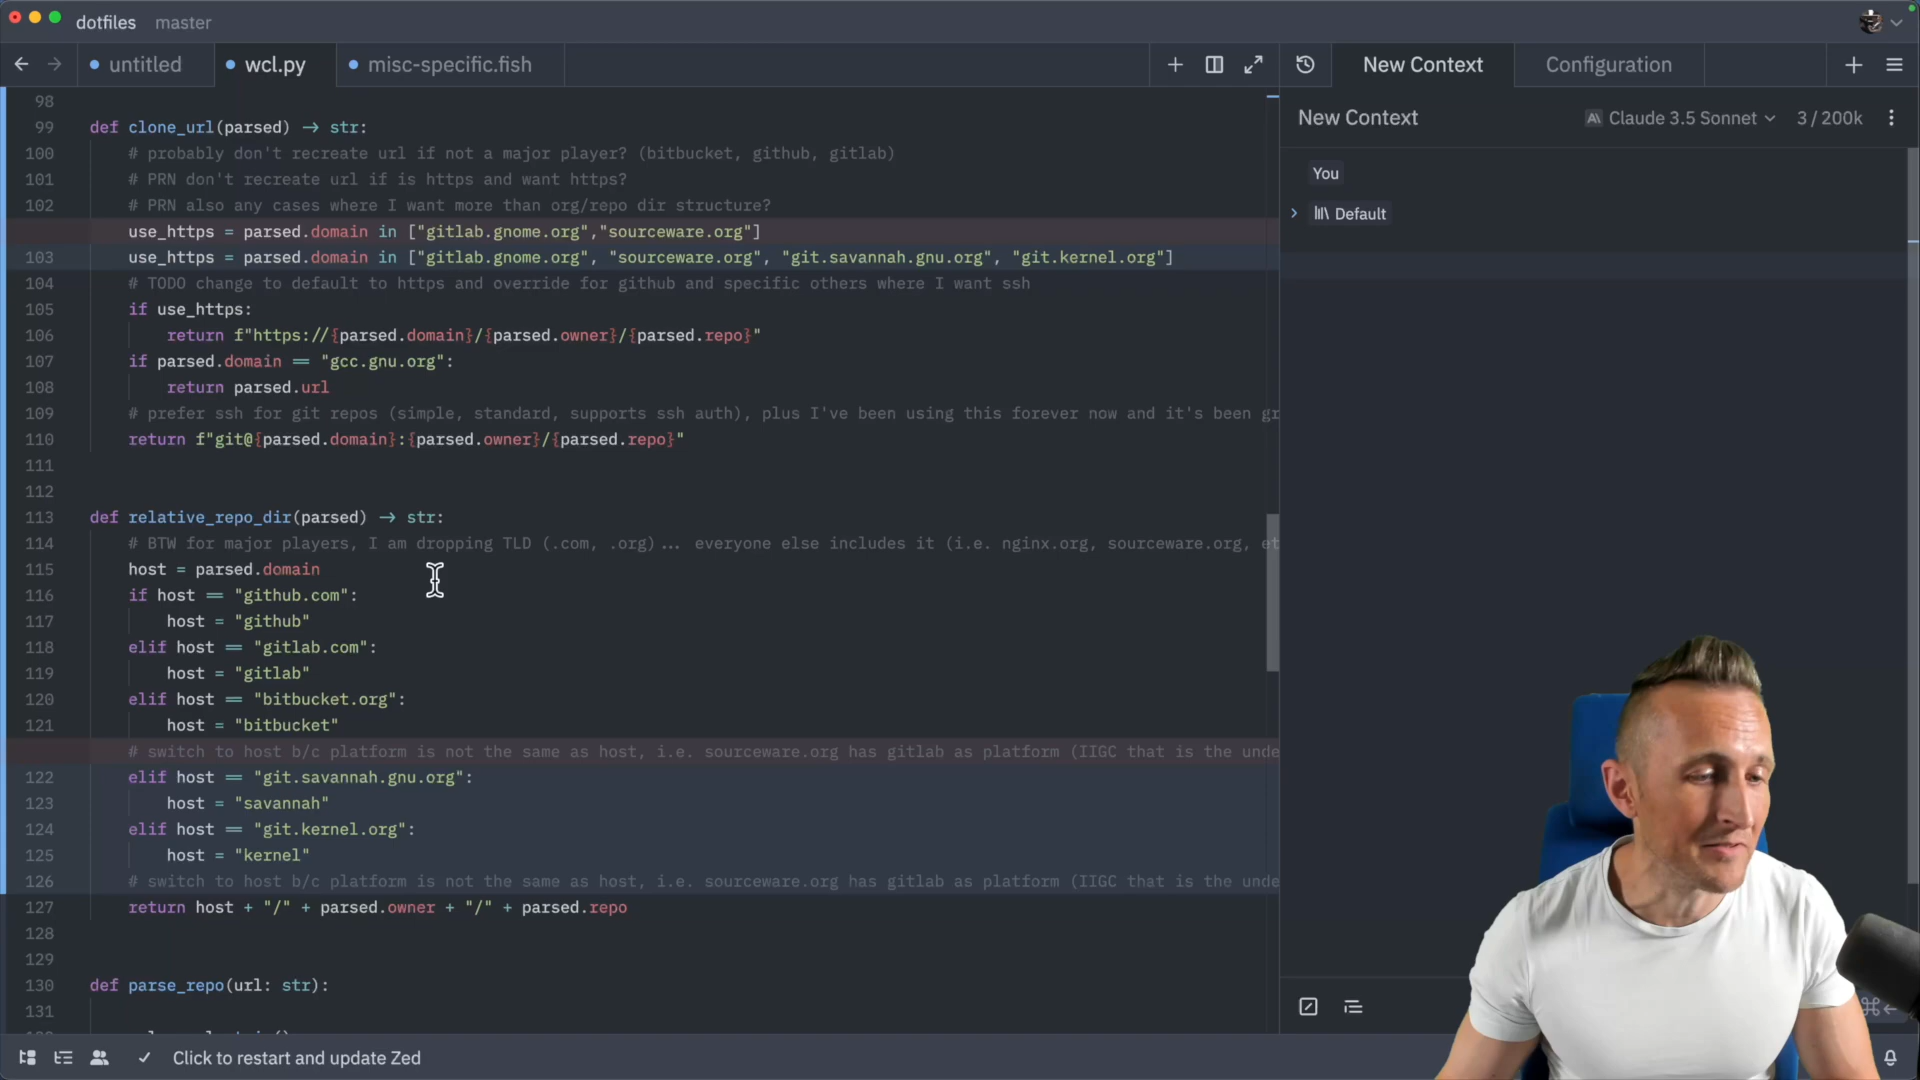 dotfiles master
untitled wcl.py misc-specific.fish New Context Configuration
98
99 def clone_url(parsed) → str:
100 # probably don't recreate url if not a major player? (bitbucket, github, gitlab)
101 # PRN don't recreate url if is https and want https?
102 # PRN also any cases where I want more than org/repo dir structure?
use_https = parsed.domain in ["gitlab.gnome.org","sourceware.org"]
103 use_https = parsed.domain in ["gitlab.gnome.org", "sourceware.org", "git.savannah.gnu.org", "git.kernel.org"]
104 # TODO change to default to https and override for github and specific others where I want ssh
105 if use_https:
106 return f"https://{parsed.domain}/{parsed.owner}/{parsed.repo}"
107 if parsed.domain == "gcc.gnu.org":
108 return parsed.url
109 # prefer ssh for git repos (simple, standard, supports ssh auth), plus I've been using this forever now and it's been gr
110 return f"git@{parsed.domain}:{parsed.owner}/{parsed.repo}"
111
112
113 def relative_repo_dir(parsed) → str:
114 # BTW for major players, I am dropping TLD (.com, .org)... everyone else includes it (i.e. nginx.org, sourceware.org, et
115 host = parsed.domain
116 if host == "github.com":
117 host = "github"
118 elif host == "gitlab.com":
119 host = "gitlab"
120 elif host == "bitbucket.org":
121 host = "bitbucket"
# switch to host b/c platform is not the same as host, i.e. sourceware.org has gitlab as platform (IIGC that is the unde
122 elif host == "git.savannah.gnu.org":
123 host = "savannah"
124 elif host == "git.kernel.org":
125 host = "kernel"
126 # switch to host b/c platform is not the same as host, i.e. sourceware.org has gitlab as platform (IIGC that is the unde
127 return host + "/" + parsed.owner + "/" + parsed.repo
128
129
130 def parse_repo(url: str):
131
New Context Claude 3.5 Sonnet 3 / 200k
You
Default
Click to restart and update Zed